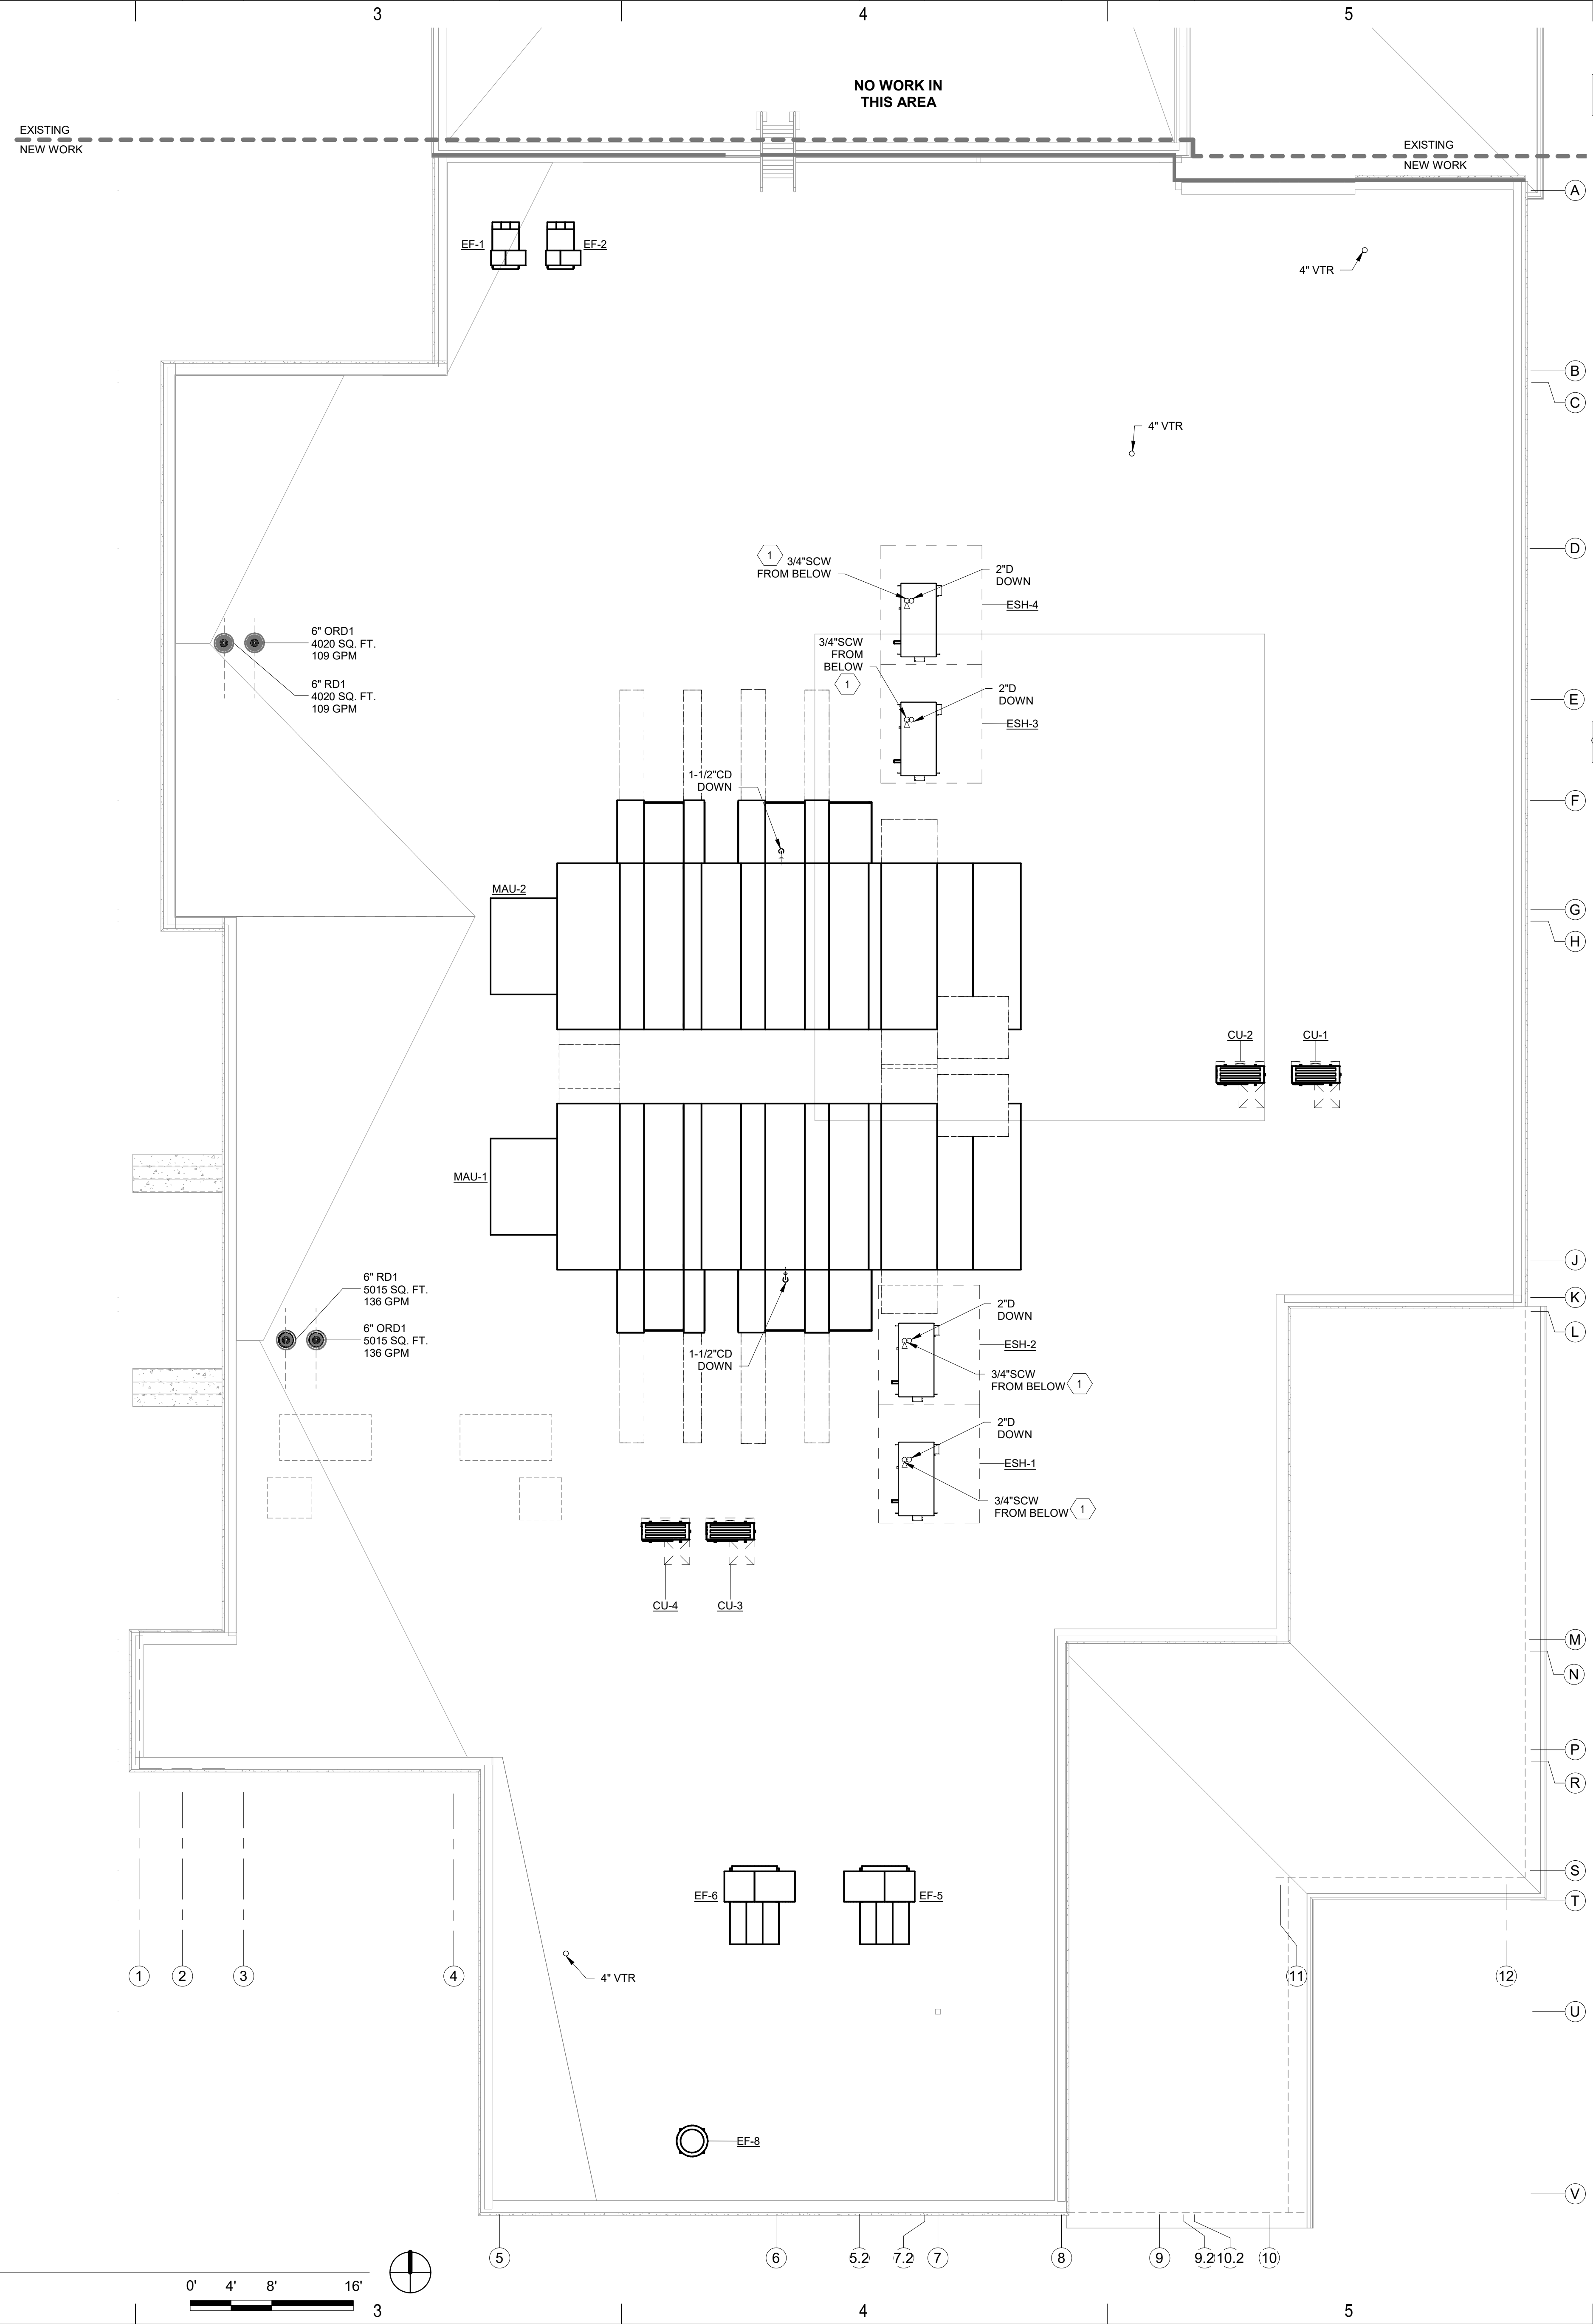 3
4
5
NO WORK IN
THIS AREA
EXISTING
NEW WORK
EXISTING
NEW WORK
A
EF-1
EF-2
4" VTR
B
C
4" VTR
D
1
3/4"SCW
FROM BELOW
2"D
DOWN
ESH-4
6" ORD1
4020 SQ. FT.
109 GPM
3/4"SCW
FROM
BELOW
1
6" RD1
4020 SQ. FT.
109 GPM
2"D
DOWN
E
ESH-3
1-1/2"CD
DOWN
F
MAU-2
G
H
CU-2
CU-1
MAU-1
J
6" RD1
5015 SQ. FT.
136 GPM
K
2"D
DOWN
L
6" ORD1
5015 SQ. FT.
136 GPM
ESH-2
1-1/2"CD
DOWN
3/4"SCW
FROM BELOW
1
2"D
DOWN
ESH-1
3/4"SCW
FROM BELOW
1
CU-4
CU-3
M
N
P
R
S
EF-6
EF-5
T
4" VTR
1
2
3
4
11
12
U
EF-8
V
5
6
5.2
7.2
7
8
9
9.2
10.2
10
0'
4'
8'
16'
3
4
5